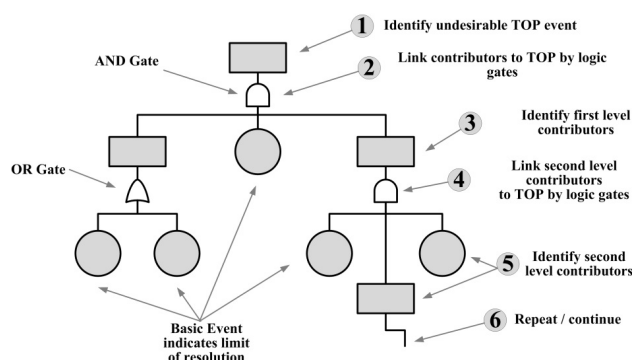 1 Identify undesirable TOP event
AND Gate
2 Link contributors to TOP by logic
gates
3 Identify first level
contributors
OR Gate
4 Link second level
contributors
to TOP by logic gates
5 Identify second
level contributors
6 Repeat / continue
Basic Event
indicates limit
of resolution